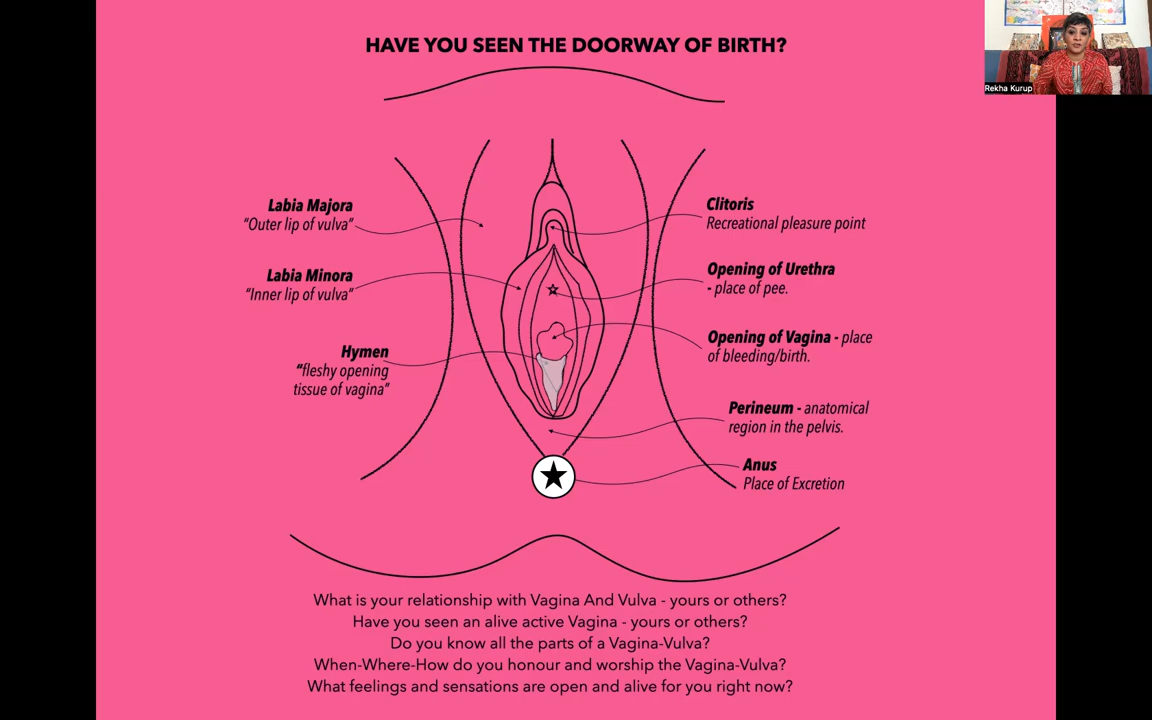 HAVE YOU SEEN THE DOORWAY OF BIRTH?
Rekha Kurup
Labia Majora
“Outer lip of vulva”
Labia Minora
“Inner lip of vulva”
Hymen
“fleshy opening
tissue of vagina”
Clitoris
Recreational pleasure point
Opening of Urethra
- place of pee.
Opening of Vagina - place
of bleeding/birth.
Perineum - anatomical
region in the pelvis.
Anus
Place of Excretion
What is your relationship with Vagina And Vulva - yours or others?
Have you seen an alive active Vagina - yours or others?
Do you know all the parts of a Vagina-Vulva?
When-Where-How do you honour and worship the Vagina-Vulva?
What feelings and sensations are open and alive for you right now?